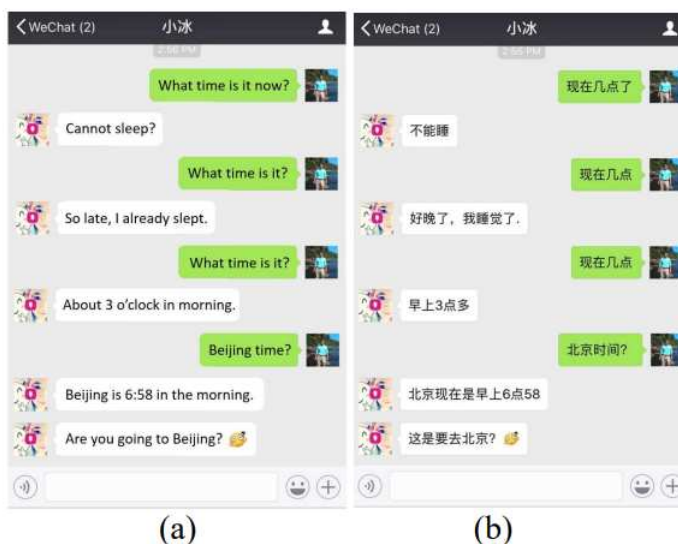 WeChat (2)
小冰
2:56 PM
What time is it now?
Cannot sleep?
What time is it?
So late, I already slept.
What time is it?
About 3 o’clock in morning.
Beijing time?
Beijing is 6:58 in the morning.
Are you going to Beijing?
(a)
WeChat (2)
小冰
现在几点了
不能睡
现在几点
好晚了，我睡觉了.
现在几点
早上3点多
北京时间?
北京现在是早上6点58
这是要去北京?
(b)